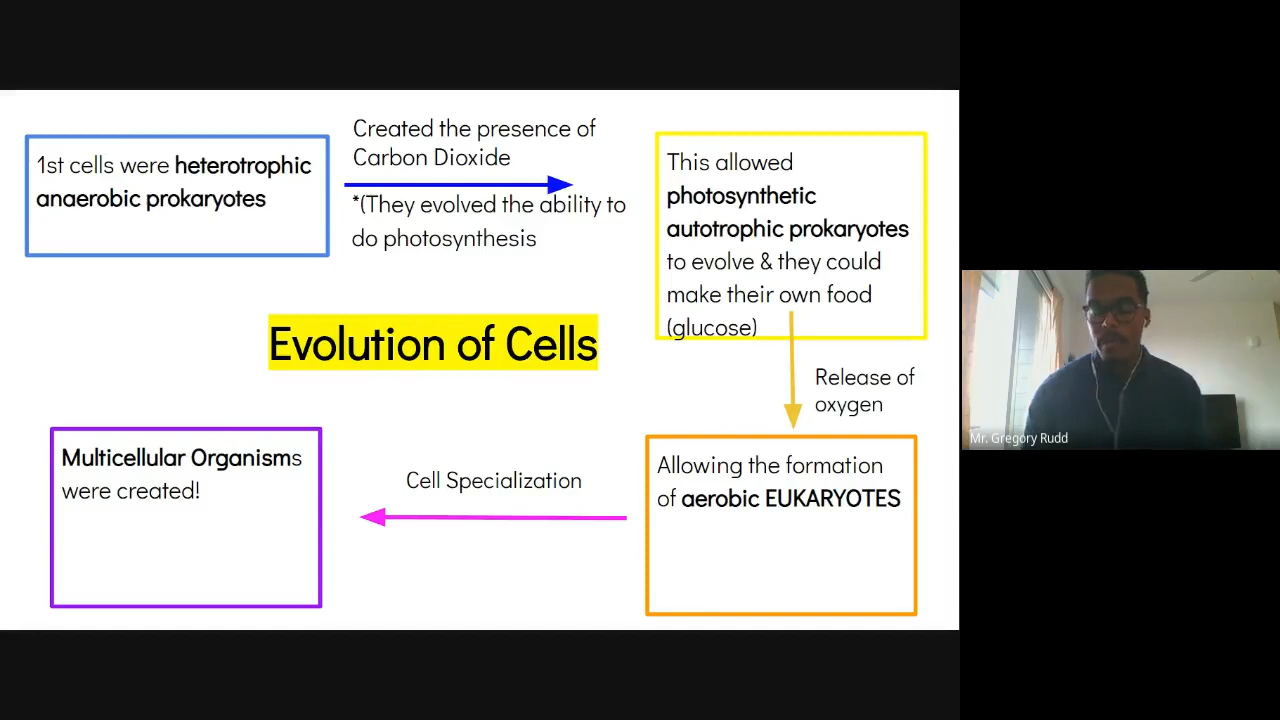 1st cells were heterotrophic
anaerobic prokaryotes
Created the presence of
Carbon Dioxide
*(They evolved the ability to
do photosynthesis
This allowed
photosynthetic
autotrophic prokaryotes
to evolve & they could
make their own food
(glucose)
Evolution of Cells
Release of
oxygen
Allowing the formation
of aerobic EUKARYOTES
Cell Specialization
Multicellular Organisms
were created!
Mr. Gregory Rudd